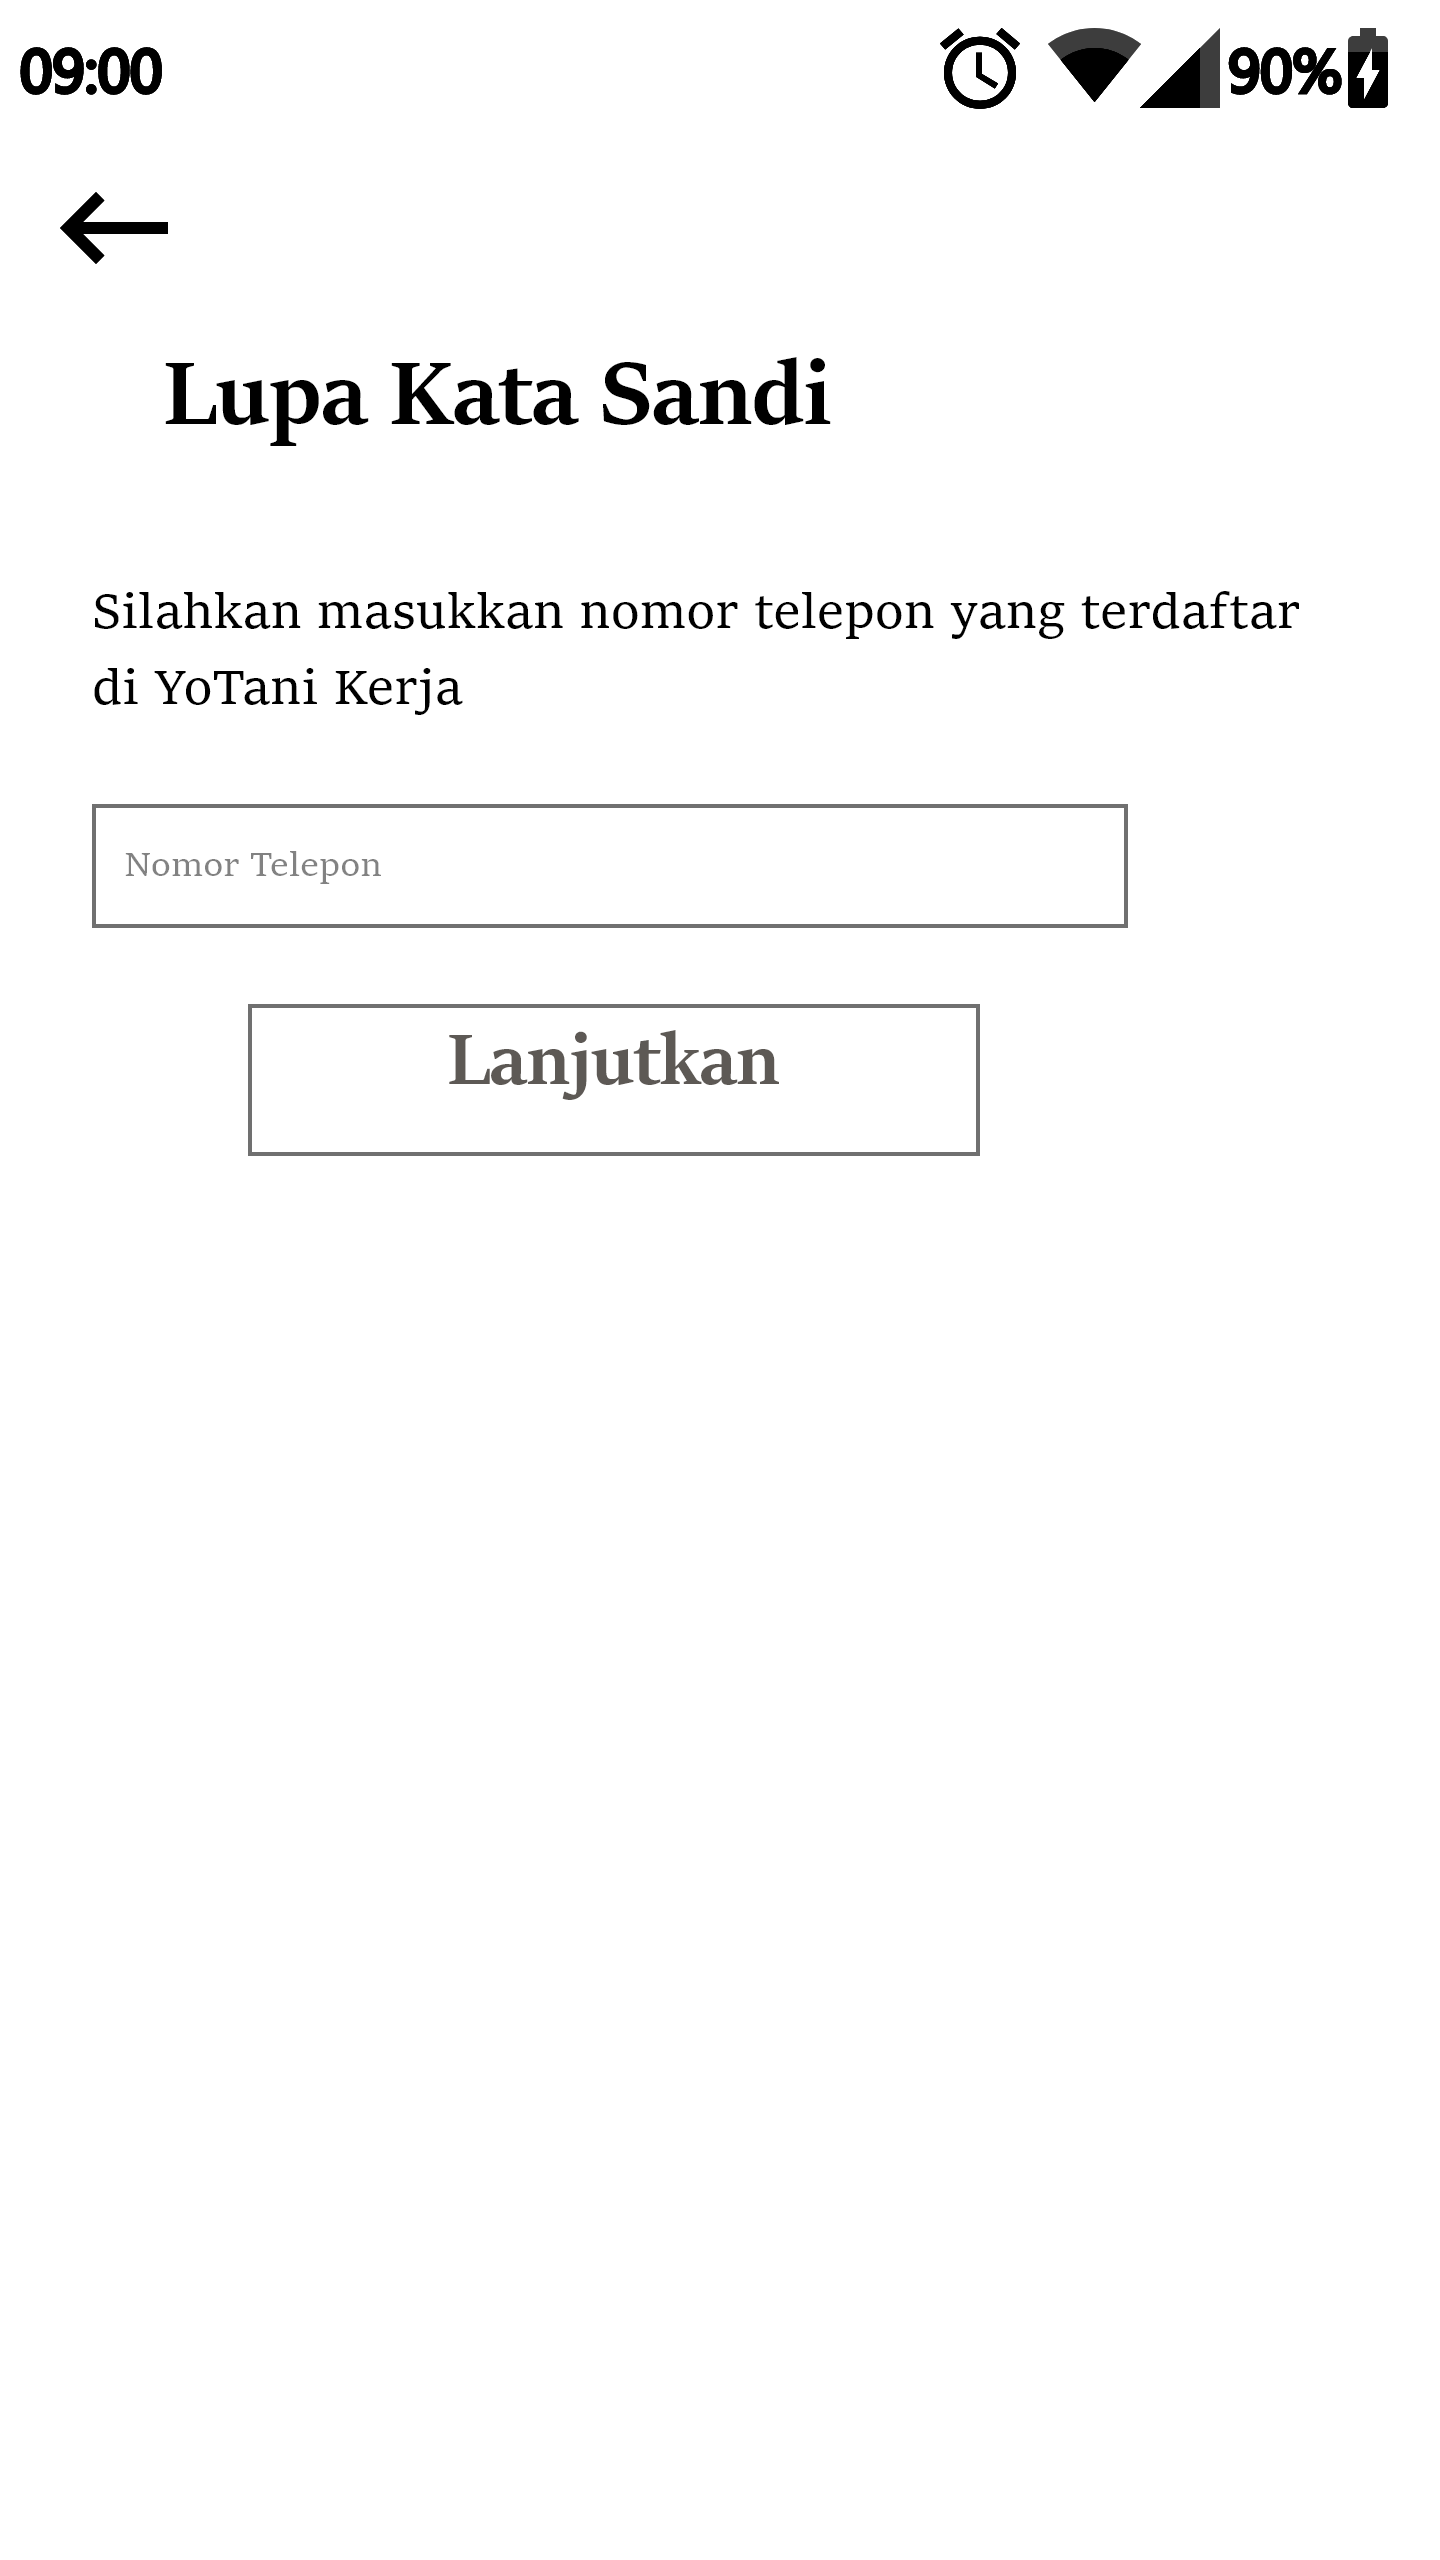 09:00 90%
Lupa Kata Sandi
Silahkan masukkan nomor telepon yang terdaftar
di YoTani Kerja
Nomor Telepon
Lanjutkan